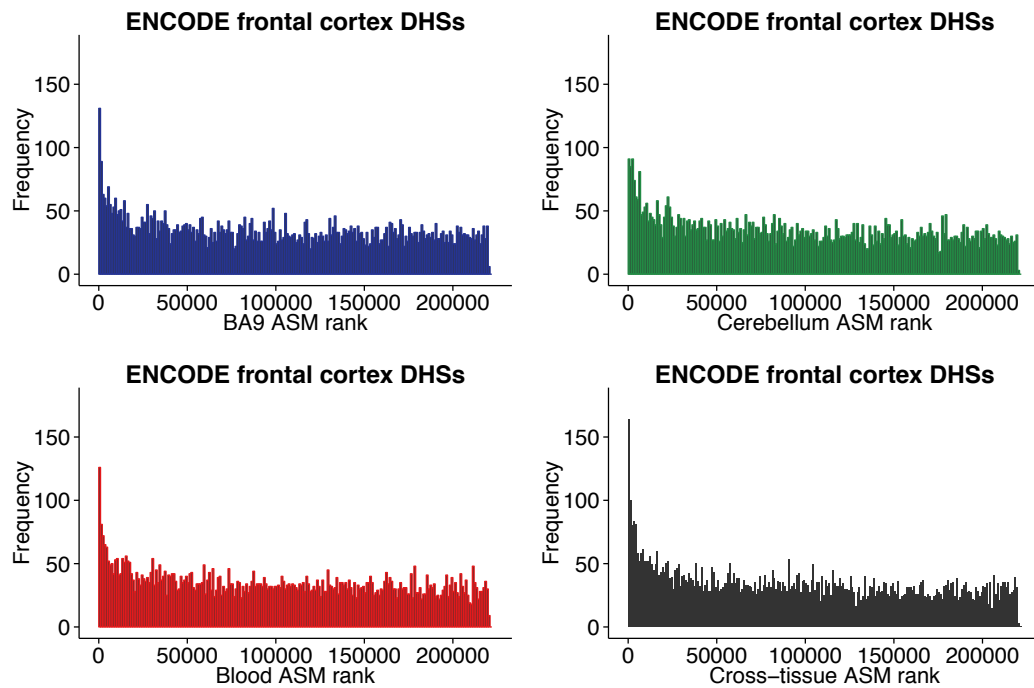 ENCODE frontal cortex DHSs
Frequency
150
100
50
0
0 50000 100000 150000 200000
BA9 ASM rank
ENCODE frontal cortex DHSs
Frequency
150
100
50
0
0 50000 100000 150000 200000
Cerebellum ASM rank
ENCODE frontal cortex DHSs
Frequency
150
100
50
0
0 50000 100000 150000 200000
Blood ASM rank
ENCODE frontal cortex DHSs
Frequency
150
100
50
0
0 50000 100000 150000 200000
Cross−tissue ASM rank